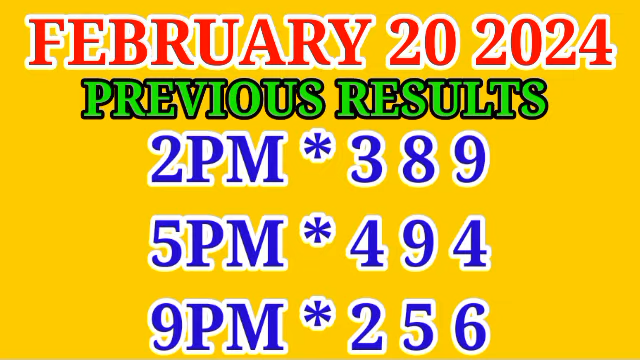 FEBRUARY 20 2024
PREVIOUS RESULTS
2PM * 3 8 9
5PM * 4 9 4
9PM * 2 5 6